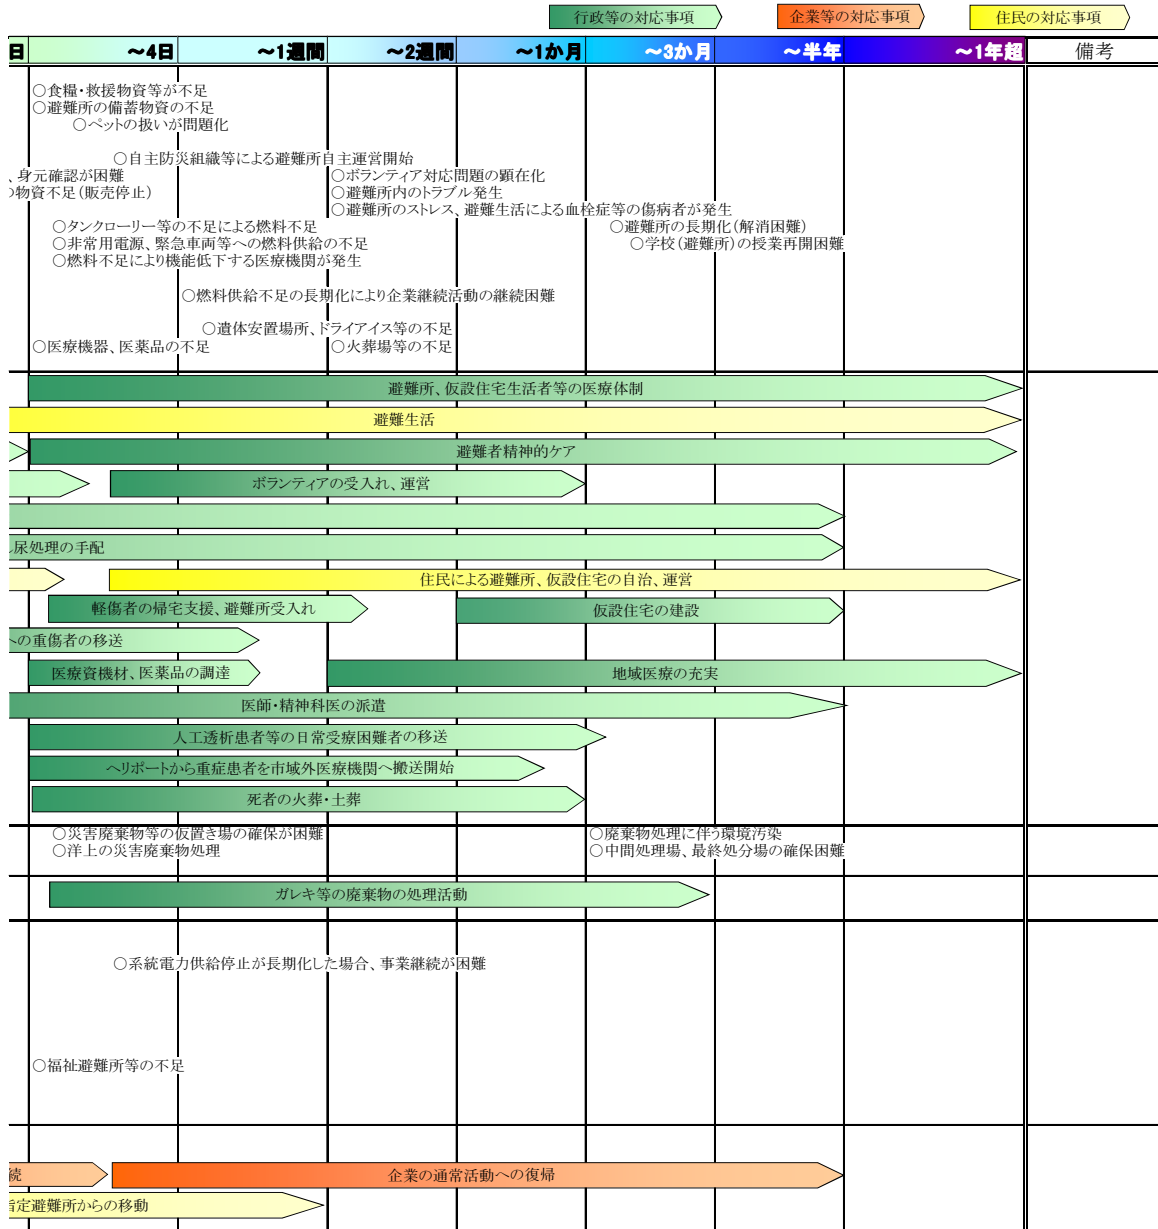 行政等の対応事項
企業等の対応事項
住民の対応事項
日
～4日
～1週間
～2週間
～1か月
～3か月
～半年
～1年超
備考
○食糧・救援物資等が不足
○避難所の備蓄物資の不足
○ペットの扱いが問題化
○自主防災組織等による避難所自主運営開始
、身元確認が困難
○ボランティア対応問題の顕在化
の物資不足（販売停止）
○避難所内のトラブル発生
○避難所のストレス、避難生活による血栓症等の傷病者が発生
○タンクローリー等の不足による燃料不足
○避難所の長期化（解消困難）
○非常用電源、緊急車両等への燃料供給の不足
○学校（避難所）の授業再開困難
○燃料不足により機能低下する医療機関が発生
○燃料供給不足の長期化により企業継続活動の継続困難
○遺体安置場所、ドライアイス等の不足
○医療機器、医薬品の不足
○火葬場等の不足
避難所、仮設住宅生活者等の医療体制
避難生活
避難者精神的ケア
ボランティアの受入れ、運営
し尿処理の手配
住民による避難所、仮設住宅の自治、運営
軽傷者の帰宅支援、避難所受入れ
仮設住宅の建設
への重傷者の移送
医療資機材、医薬品の調達
地域医療の充実
医師・精神科医の派遣
人工透析患者等の日常受療困難者の移送
ヘリポートから重症患者を市域外医療機関へ搬送開始
死者の火葬・土葬
○災害廃棄物等の仮置き場の確保が困難
○廃棄物処理に伴う環境汚染
○洋上の災害廃棄物処理
○中間処理場、最終処分場の確保困難
ガレキ等の廃棄物の処理活動
○系統電力供給停止が長期化した場合、事業継続が困難
○福祉避難所等の不足
続
企業の通常活動への復帰
指定避難所からの移動